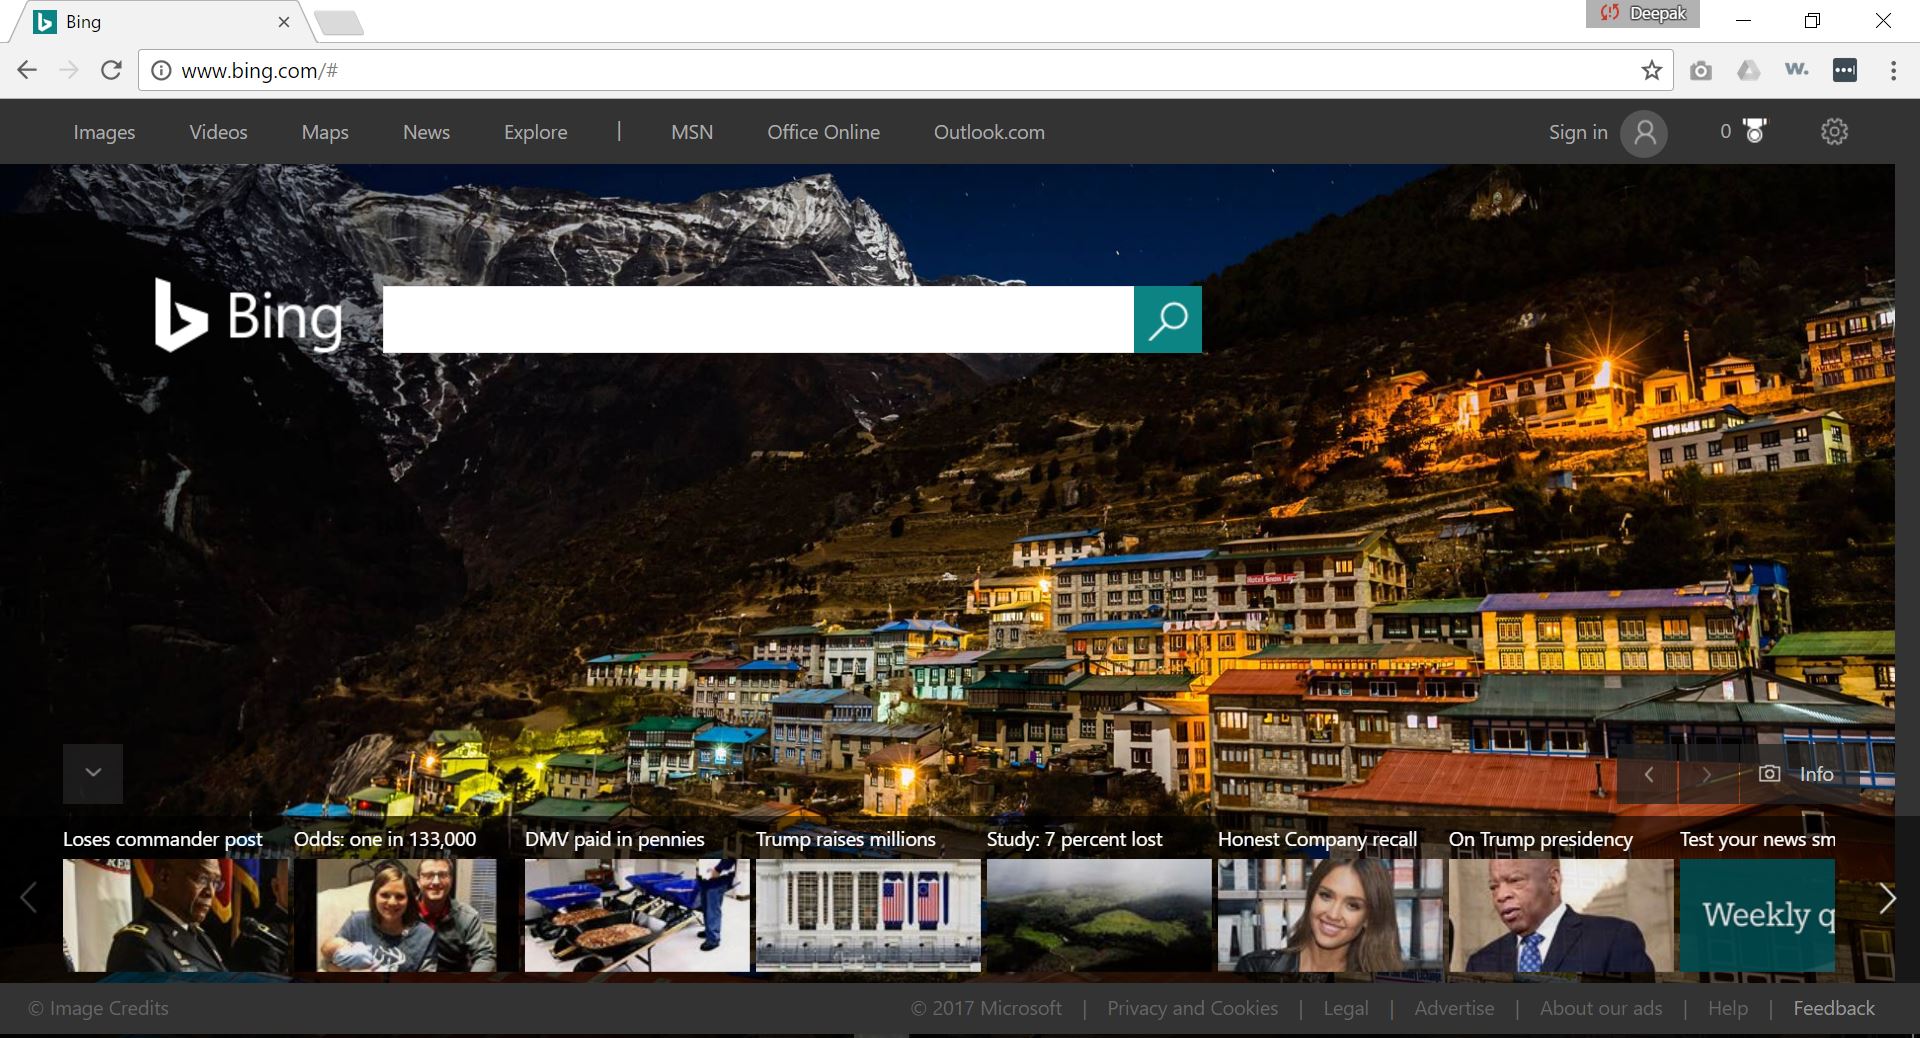 Bing
Deepak
www.bing.com/#
Images Videos Maps News Explore | MSN Office Online Outlook.com Sign in 0
Bing
Hotel Snow
Info
Loses commander post Odds: one in 133,000 DMV paid in pennies Trump raises millions Study: 7 percent lost Honest Company recall On Trump presidency Test your news sm
Weekly q
© Image Credits © 2017 Microsoft | Privacy and Cookies | Legal | Advertise | About our ads | Help | Feedback